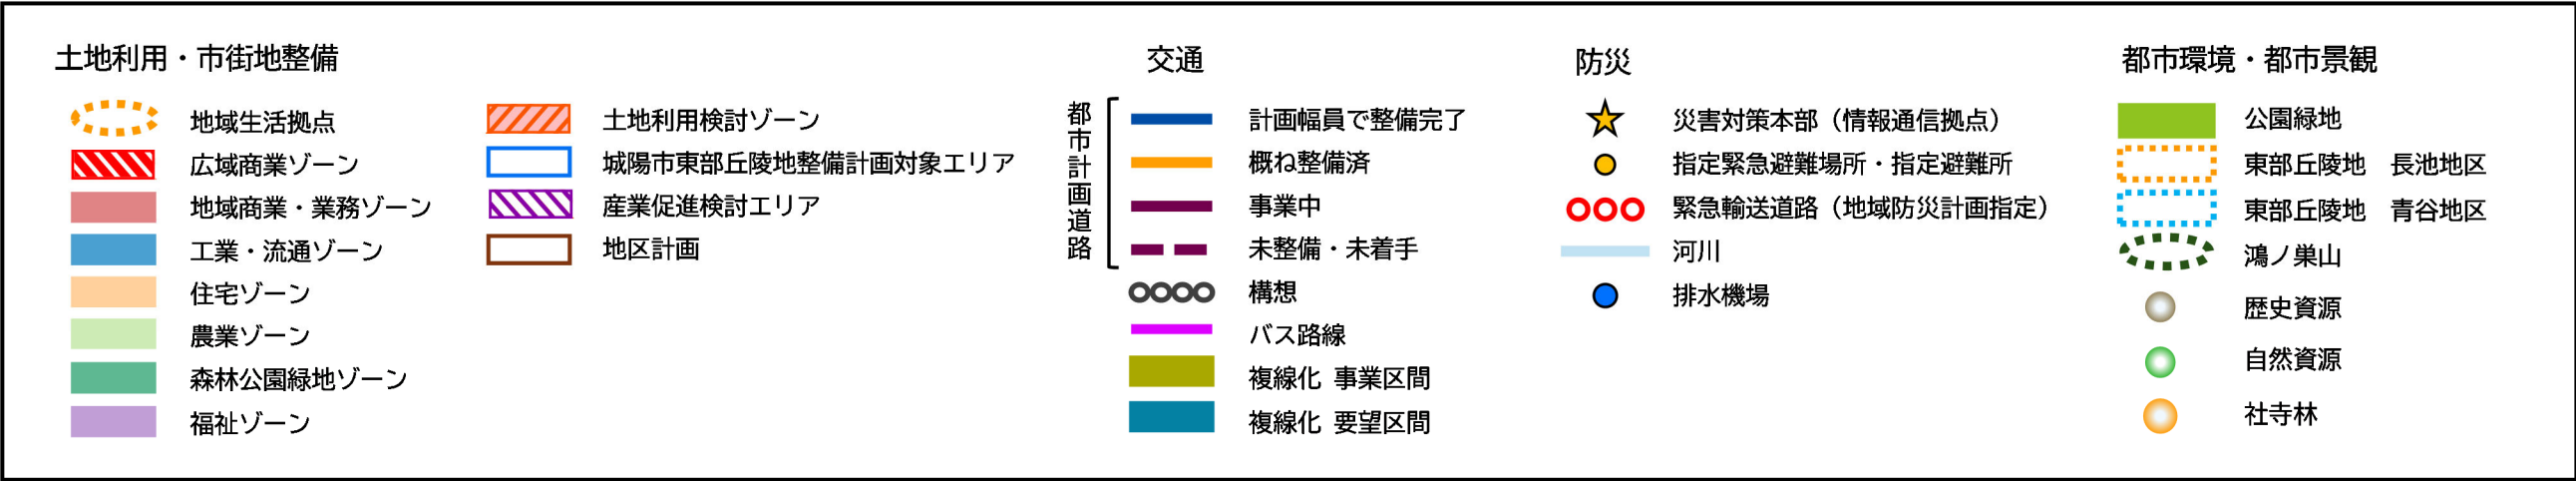 土地利用・市街地整備
地域生活拠点
広域商業ゾーン
地域商業・業務ゾーン
工業・流通ゾーン
住宅ゾーン
農業ゾーン
森林公園緑地ゾーン
福祉ゾーン
土地利用検討ゾーン
城陽市東部丘陵地整備計画対象エリア
産業促進検討エリア
地区計画
交通
都市計画道路
計画幅員で整備完了
概ね整備済
事業中
未整備・未着手
構想
バス路線
複線化 事業区間
複線化 要望区間
防災
災害対策本部（情報通信拠点）
指定緊急避難場所・指定避難所
緊急輸送道路（地域防災計画指定）
河川
排水機場
都市環境・都市景観
公園緑地
東部丘陵地　長池地区
東部丘陵地　青谷地区
鴻ノ巣山
歴史資源
自然資源
社寺林